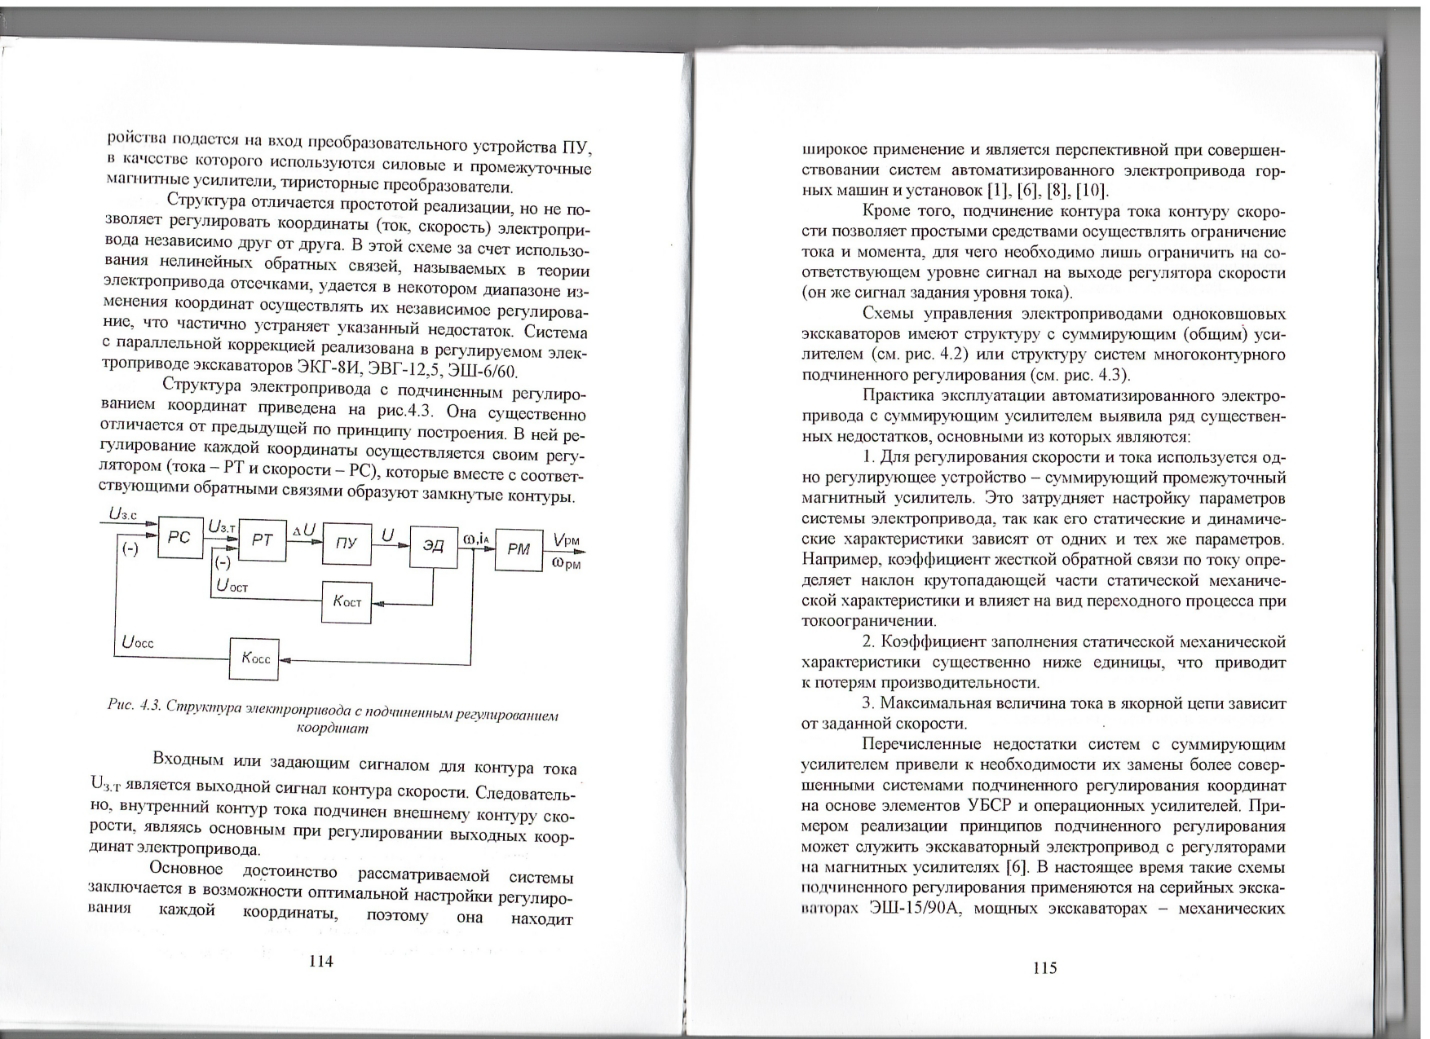 ройства подается на вход преобразовательного устройства ПУ,
в качестве которого используются силовые и промежуточные
магнитные усилители, тиристорные преобразователи.
Структура отличается простотой реализации, но не по-
зволяет регулировать координаты (ток, скорость) электропри-
вода независимо друг от друга. В этой схеме за счет использо-
вания нелинейных обратных связей, называемых в теории
электропривода отсечками, удается в некотором диапазоне из-
менения координат осуществлять их независимое регулирова-
ние, что частично устраняет указанный недостаток. Система
с параллельной коррекцией реализована в регулируемом элек-
троприводе экскаваторов ЭКГ-8И, ЭВГ-12,5, ЭШ-6/60.
Структура электропривода с подчиненным регулиро-
ванием координат приведена на рис.4.3. Она существенно
отличается от предыдущей по принципу построения. В ней ре-
гулирование каждой координаты осуществляется своим регу-
лятором (тока – РТ и скорости – РС), которые вместе с соответ-
ствующими обратными связями образуют замкнутые контуры.
Uз.с
РС
Uз.т
РТ
ΔU
ПУ
U
ЭД
ω,iя
РМ
Vрм
ωрм
(-)
(-)
Uост
Кост
Uосс
Косс
Рис. 4.3. Структура электропривода с подчиненным регулированием
координат
Входным или задающим сигналом для контура тока
Uз.т является выходной сигнал контура скорости. Следователь-
но, внутренний контур тока подчинен внешнему контуру ско-
рости, являясь основным при регулировании выходных коор-
динат электропривода.
Основное достоинство рассматриваемой системы
заключается в возможности оптимальной настройки регулиро-
вания каждой координаты, поэтому она находит
114
широкое применение и является перспективной при совершен-
ствовании систем автоматизированного электропривода гор-
ных машин и установок [1], [6], [8], [10].
Кроме того, подчинение контура тока контуру скоро-
сти позволяет простыми средствами осуществлять ограничение
тока и момента, для чего необходимо лишь ограничить на со-
ответствующем уровне сигнал на выходе регулятора скорости
(он же сигнал задания уровня тока).
Схемы управления электроприводами одноковшовых
экскаваторов имеют структуру с суммирующим (общим) уси-
лителем (см. рис. 4.2) или структуру систем многоконтурного
подчиненного регулирования (см. рис. 4.3).
Практика эксплуатации автоматизированного электро-
привода с суммирующим усилителем выявила ряд существен-
ных недостатков, основными из которых являются:
1. Для регулирования скорости и тока используется од-
но регулирующее устройство – суммирующий промежуточный
магнитный усилитель. Это затрудняет настройку параметров
системы электропривода, так как его статические и динамиче-
ские характеристики зависят от одних и тех же параметров.
Например, коэффициент жесткой обратной связи по току опре-
деляет наклон крутопадающей части статической механиче-
ской характеристики и влияет на вид переходного процесса при
токоограничении.
2. Коэффициент заполнения статической механической
характеристики существенно ниже единицы, что приводит
к потерям производительности.
3. Максимальная величина тока в якорной цепи зависит
от заданной скорости.
Перечисленные недостатки систем с суммирующим
усилителем привели к необходимости их замены более совер-
шенными системами подчиненного регулирования координат
на основе элементов УБСР и операционных усилителей. При-
мером реализации принципов подчиненного регулирования
может служить экскаваторный электропривод с регуляторами
на магнитных усилителях [6]. В настоящее время такие схемы
подчиненного регулирования применяются на серийных экска-
ваторах ЭШ-15/90А, мощных экскаваторах – механических
115